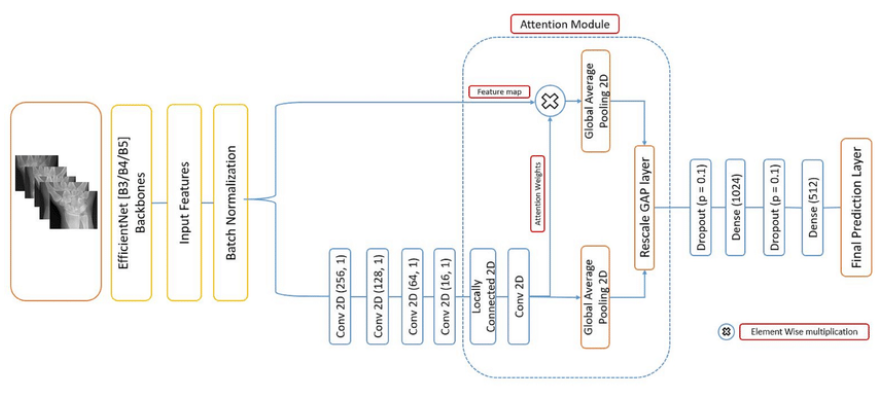 Attention Module
EfficientNet [B3/B4/B5]
Backbones
Input Features
Batch Normalization
Feature map
Attention Weights
Global Average
Pooling 2D
Conv 2D (256, 1)
Conv 2D (128, 1)
Conv 2D (64, 1)
Conv 2D (16, 1)
Locally
Connected 2D
Conv 2D
Global Average
Pooling 2D
Rescale GAP layer
Dropout (p = 0.1)
Dense (1024)
Dropout (p = 0.1)
Dense (512)
Final Prediction Layer
Element Wise multiplication